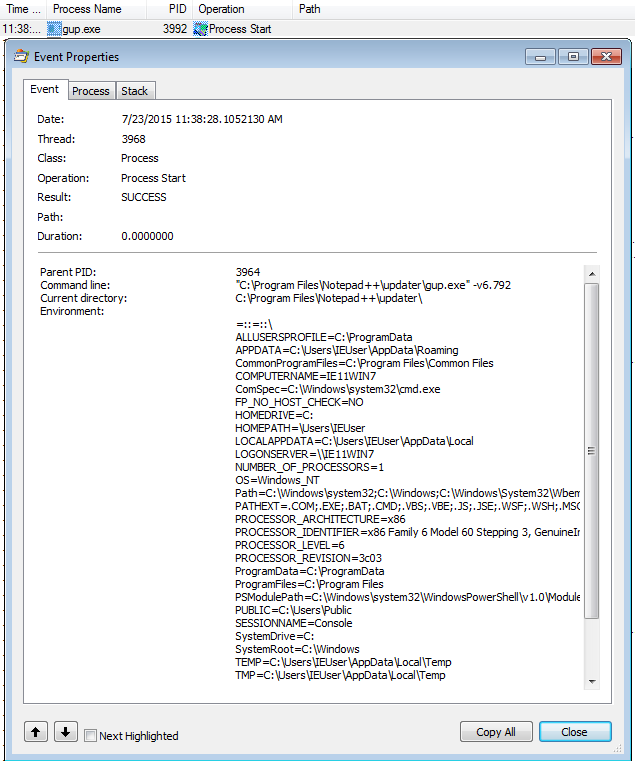 Time ... Process Name PID Operation Path
11:38:... gup.exe 3992 Process Start
Event Properties
Event Process Stack
Date: 7/23/2015 11:38:28.1052130 AM
Thread: 3968
Class: Process
Operation: Process Start
Result: SUCCESS
Path:
Duration: 0.0000000
Parent PID: 3964
Command line: "C:\Program Files\Notepad++\updater\gup.exe" -v6.792
Current directory: C:\Program Files\Notepad++\updater\
Environment:
=::=::\
ALLUSERSPROFILE=C:\ProgramData
APPDATA=C:\Users\IEUser\AppData\Roaming
CommonProgramFiles=C:\Program Files\Common Files
COMPUTERNAME=IE11WIN7
ComSpec=C:\Windows\system32\cmd.exe
FP_NO_HOST_CHECK=NO
HOMEDRIVE=C:
HOMEPATH=\Users\IEUser
LOCALAPPDATA=C:\Users\IEUser\AppData\Local
LOGONSERVER=\\IE11WIN7
NUMBER_OF_PROCESSORS=1
OS=Windows_NT
Path=C:\Windows\system32;C:\Windows;C:\Windows\System32\Wbem
PATHEXT=.COM;.EXE;.BAT;.CMD;.VBS;.VBE;.JS;.JSE;.WSF;.WSH;.MSC
PROCESSOR_ARCHITECTURE=x86
PROCESSOR_IDENTIFIER=x86 Family 6 Model 60 Stepping 3, GenuineIn
PROCESSOR_LEVEL=6
PROCESSOR_REVISION=3c03
ProgramData=C:\ProgramData
ProgramFiles=C:\Program Files
PSModulePath=C:\Windows\system32\WindowsPowerShell\v1.0\Module
PUBLIC=C:\Users\Public
SESSIONNAME=Console
SystemDrive=C:
SystemRoot=C:\Windows
TEMP=C:\Users\IEUser\AppData\Local\Temp
TMP=C:\Users\IEUser\AppData\Local\Temp
Next Highlighted Copy All Close